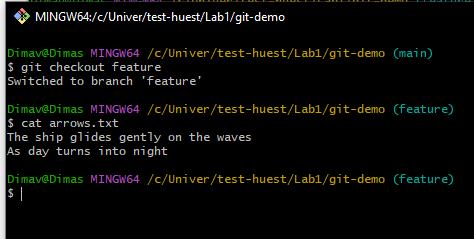 MINGW64:/c/Univer/test-huest/Lab1/git-demo
Dimav@Dimas MINGW64 /c/Univer/test-huest/Lab1/git-demo (main)
$ git checkout feature
Switched to branch 'feature'
Dimav@Dimas MINGW64 /c/Univer/test-huest/Lab1/git-demo (feature)
$ cat arrows.txt
The ship glides gently on the waves
As day turns into night
Dimav@Dimas MINGW64 /c/Univer/test-huest/Lab1/git-demo (feature)
$